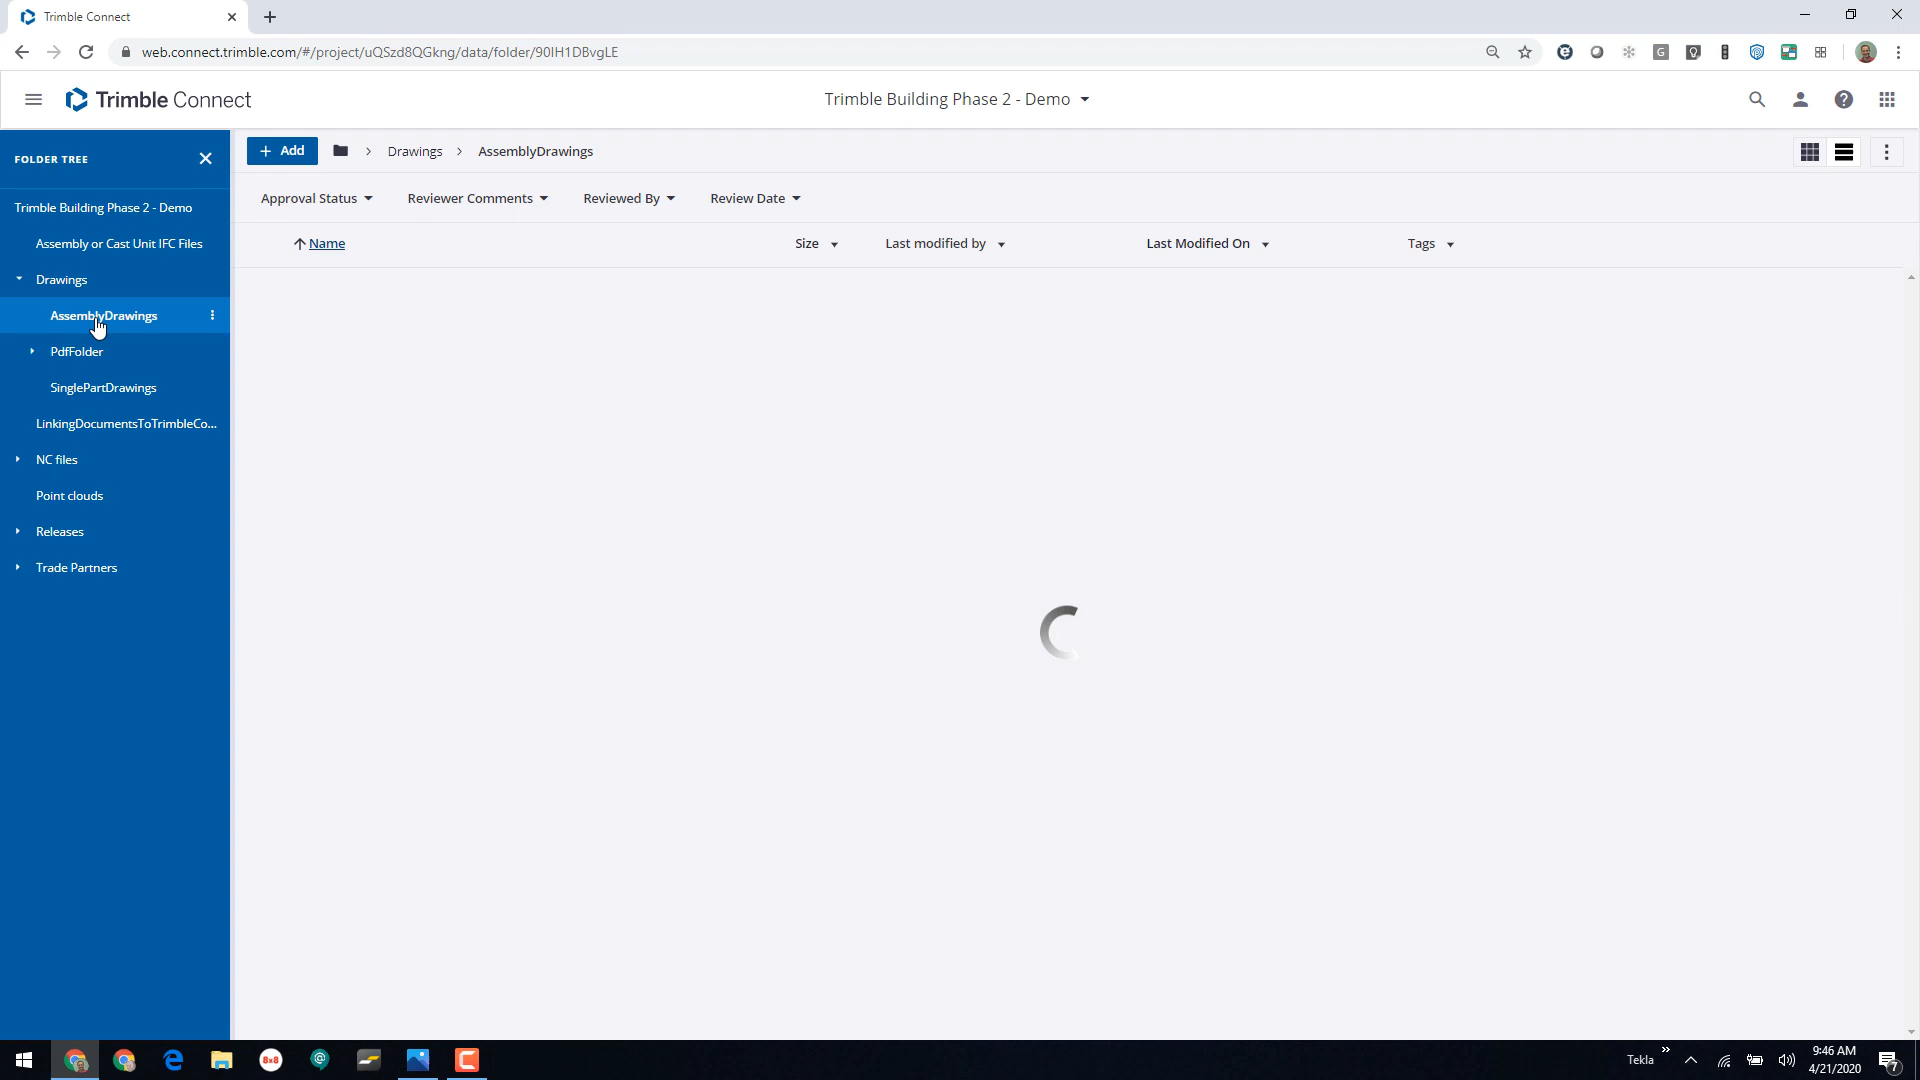 Trimble Connect
web.connect.trimble.com/#/project/uQSzd8QGkng/data/folder/90IH1DBvgLE
G
Trimble Connect
Trimble Building Phase 2 - Demo
FOLDER TREE
Add
Drawings
AssemblyDrawings
Approval Status
Reviewer Comments
Reviewed By
Review Date
Name
Size
Last modified by
Last Modified On
Tags
Trimble Building Phase 2 - Demo
Assembly or Cast Unit IFC Files
Drawings
AssemblyDrawings
PdfFolder
SinglePartDrawings
LinkingDocumentsToTrimbleCo...
NC files
Point clouds
Releases
Trade Partners
8x8
Tekla
9:46 AM
4/21/2020
7